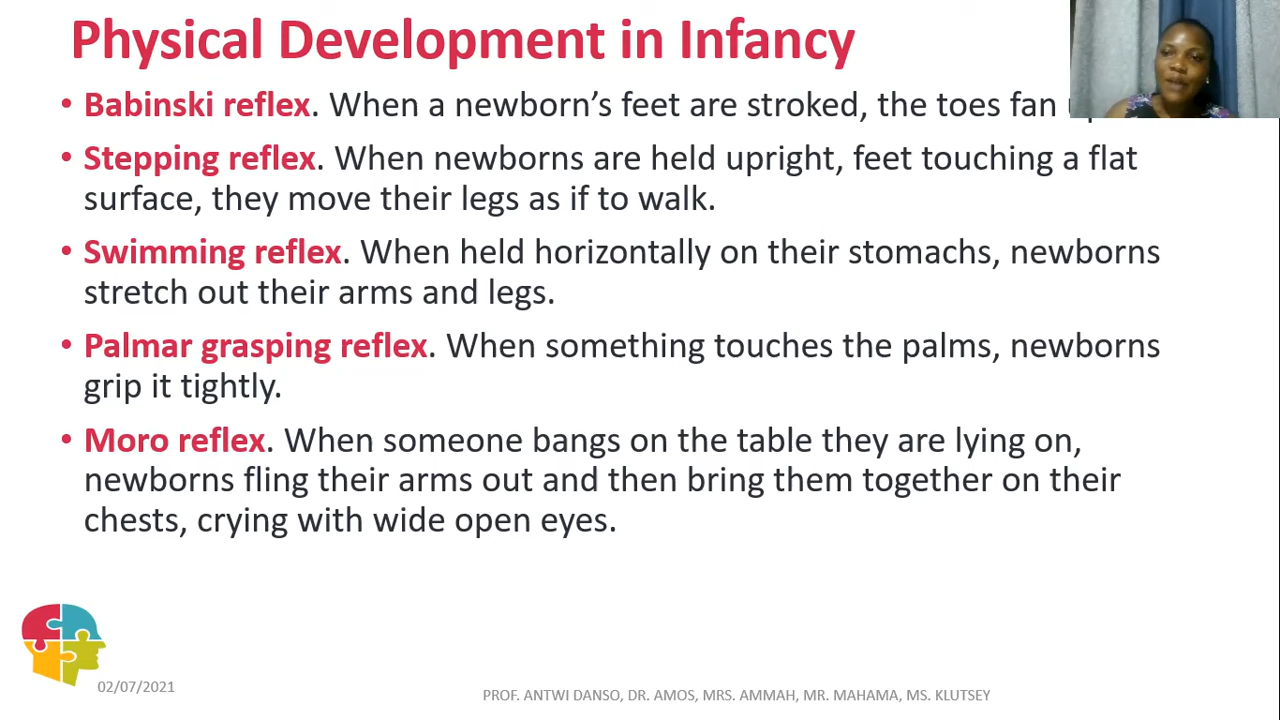 Physical Development in Infancy
• Babinski reflex. When a newborn’s feet are stroked, the toes fan
• Stepping reflex. When newborns are held upright, feet touching a flat
surface, they move their legs as if to walk.
• Swimming reflex. When held horizontally on their stomachs, newborns
stretch out their arms and legs.
• Palmar grasping reflex. When something touches the palms, newborns
grip it tightly.
• Moro reflex. When someone bangs on the table they are lying on,
newborns fling their arms out and then bring them together on their
chests, crying with wide open eyes.
02/07/2021
PROF. ANTWI DANSO, DR. AMOS, MRS. AMMAH, MR. MAHAMA, MS. KLUTSEY